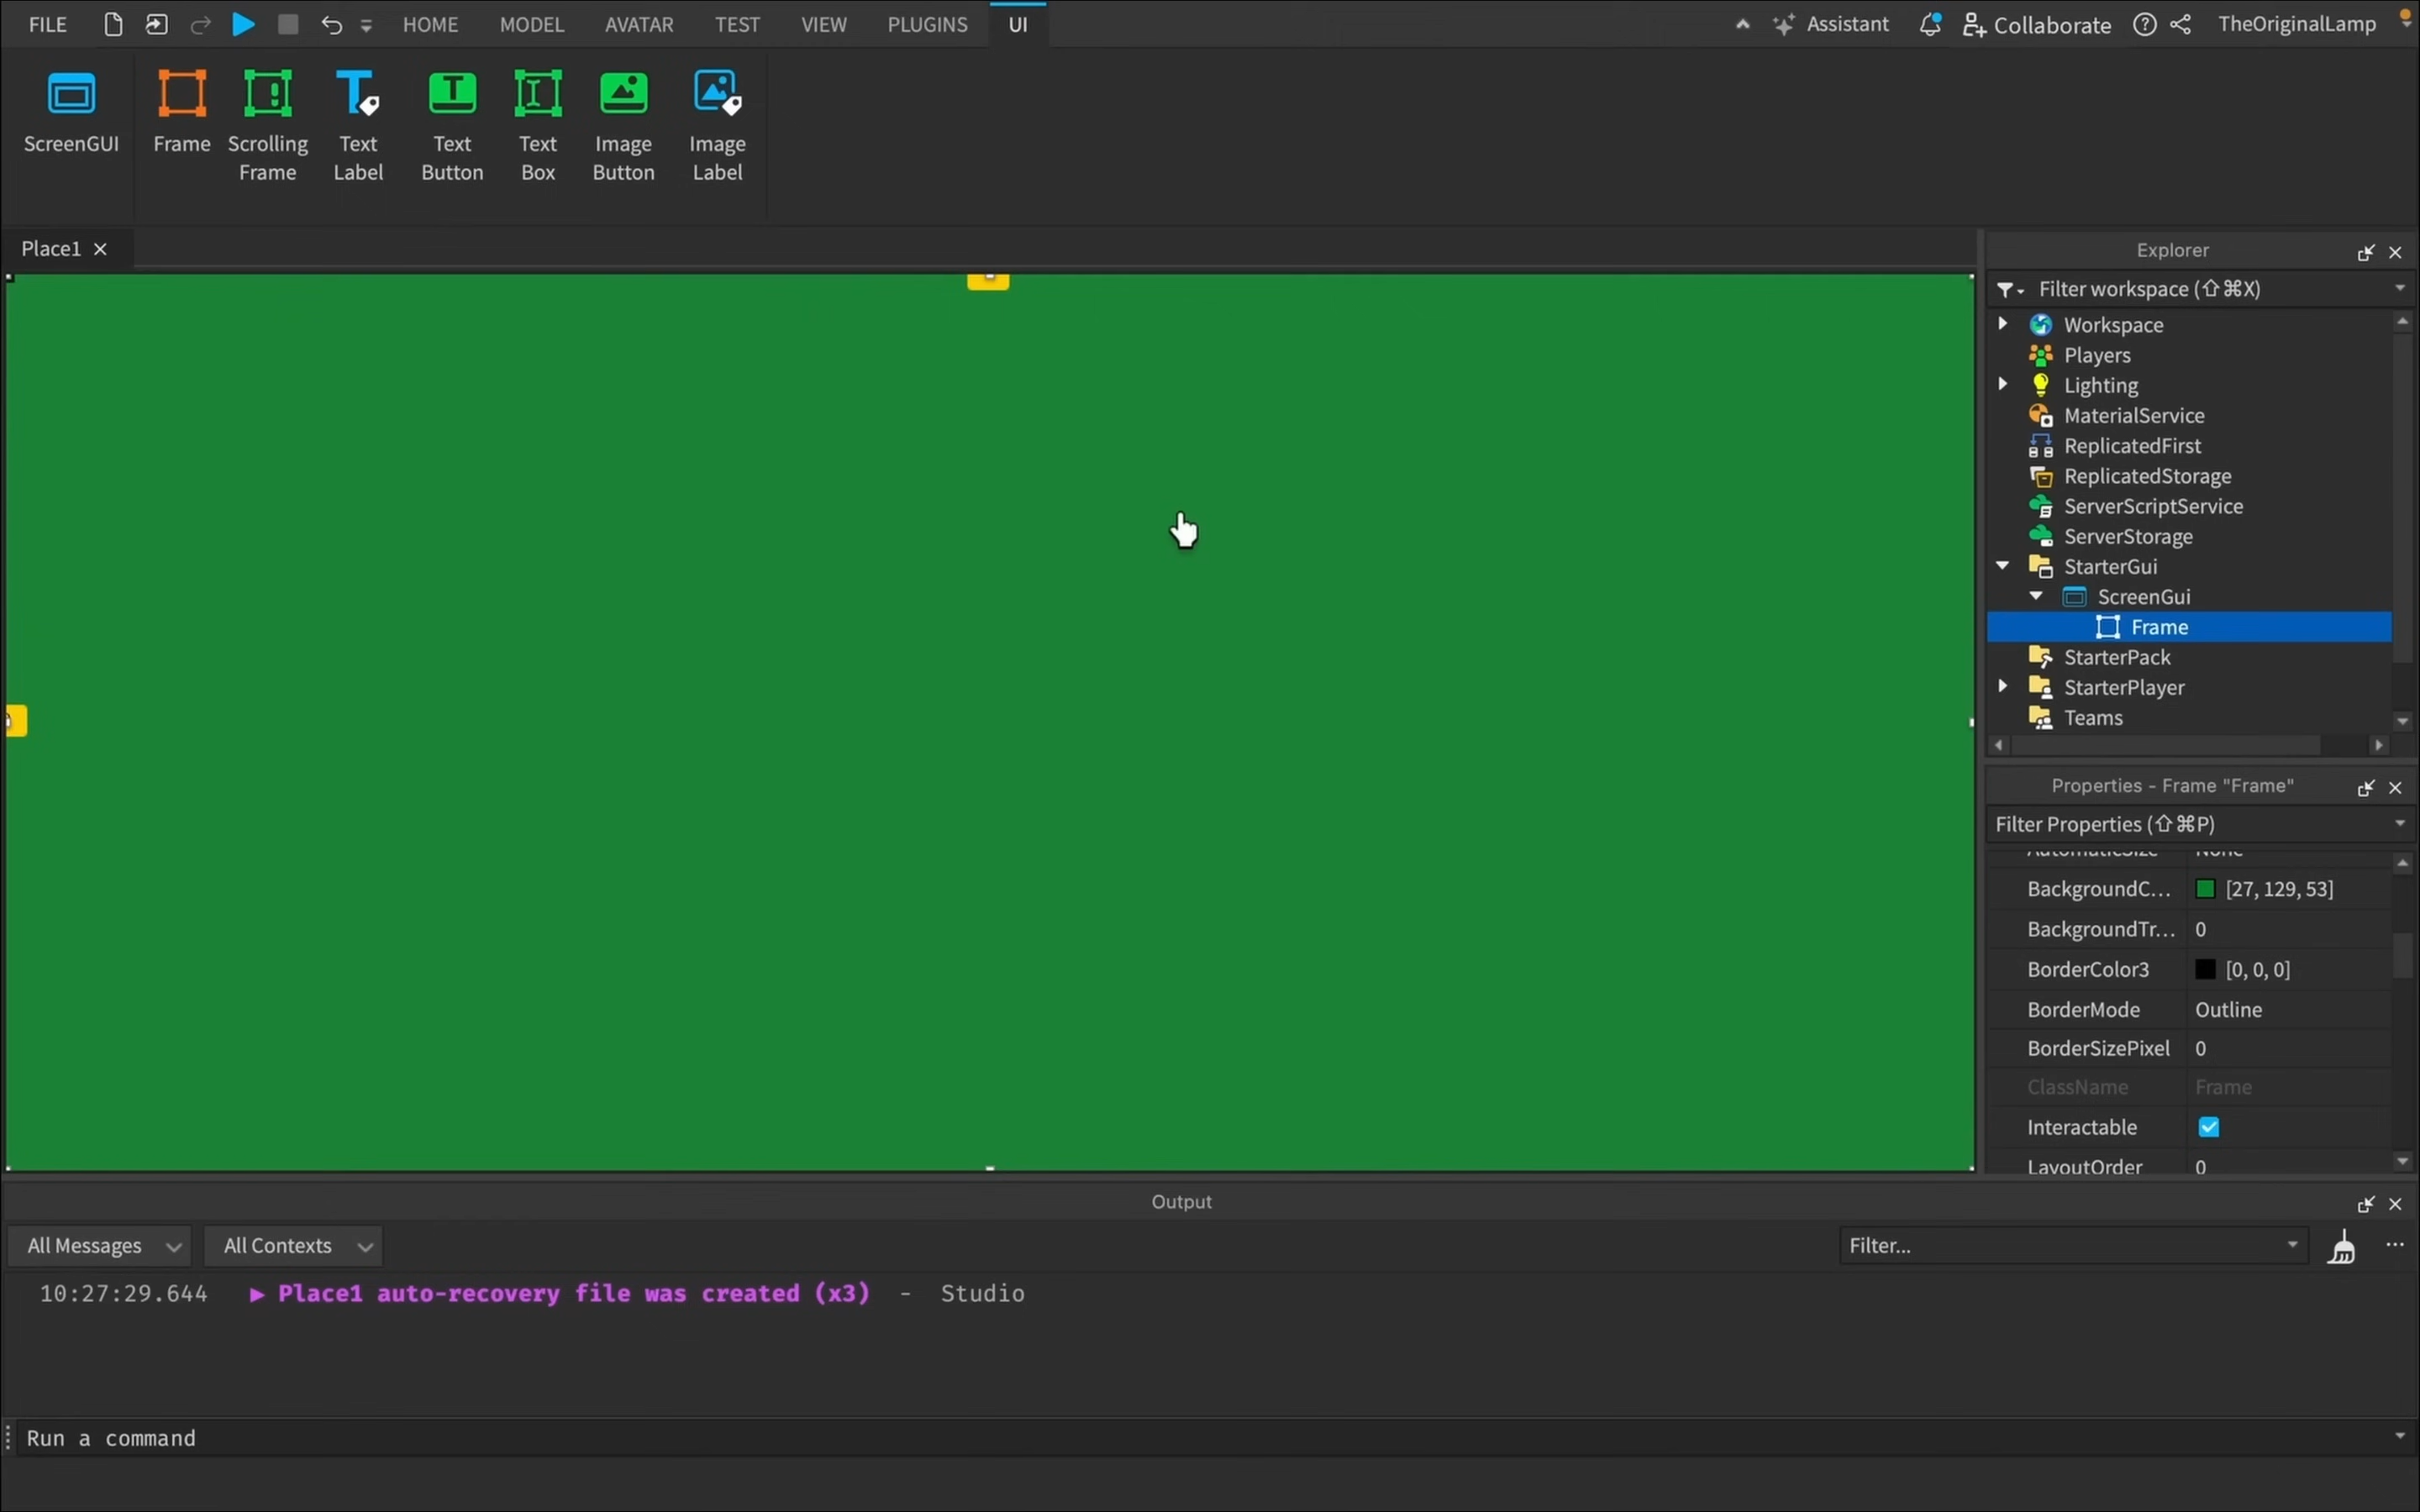 FILE HOME MODEL AVATAR TEST VIEW PLUGINS UI Assistant Collaborate TheOriginalLamp
ScreenGUI
Frame
Scrolling
Frame
Text
Label
Text
Button
Text
Box
Image
Button
Image
Label
Place1
Explorer
Filter workspace (⇧⌘X)
Workspace
Players
Lighting
MaterialService
ReplicatedFirst
ReplicatedStorage
ServerScriptService
ServerStorage
StarterGui
ScreenGui
Frame
StarterPack
StarterPlayer
Teams
Properties - Frame "Frame"
Filter Properties (⇧⌘P)
AutomaticSize None
BackgroundC... [27, 129, 53]
BackgroundTr... 0
BorderColor3 [0, 0, 0]
BorderMode Outline
BorderSizePixel 0
ClassName Frame
Interactable
LayoutOrder 0
Output
All Messages All Contexts Filter...
10:27:29.644 Place1 auto-recovery file was created (x3) - Studio
Run a command